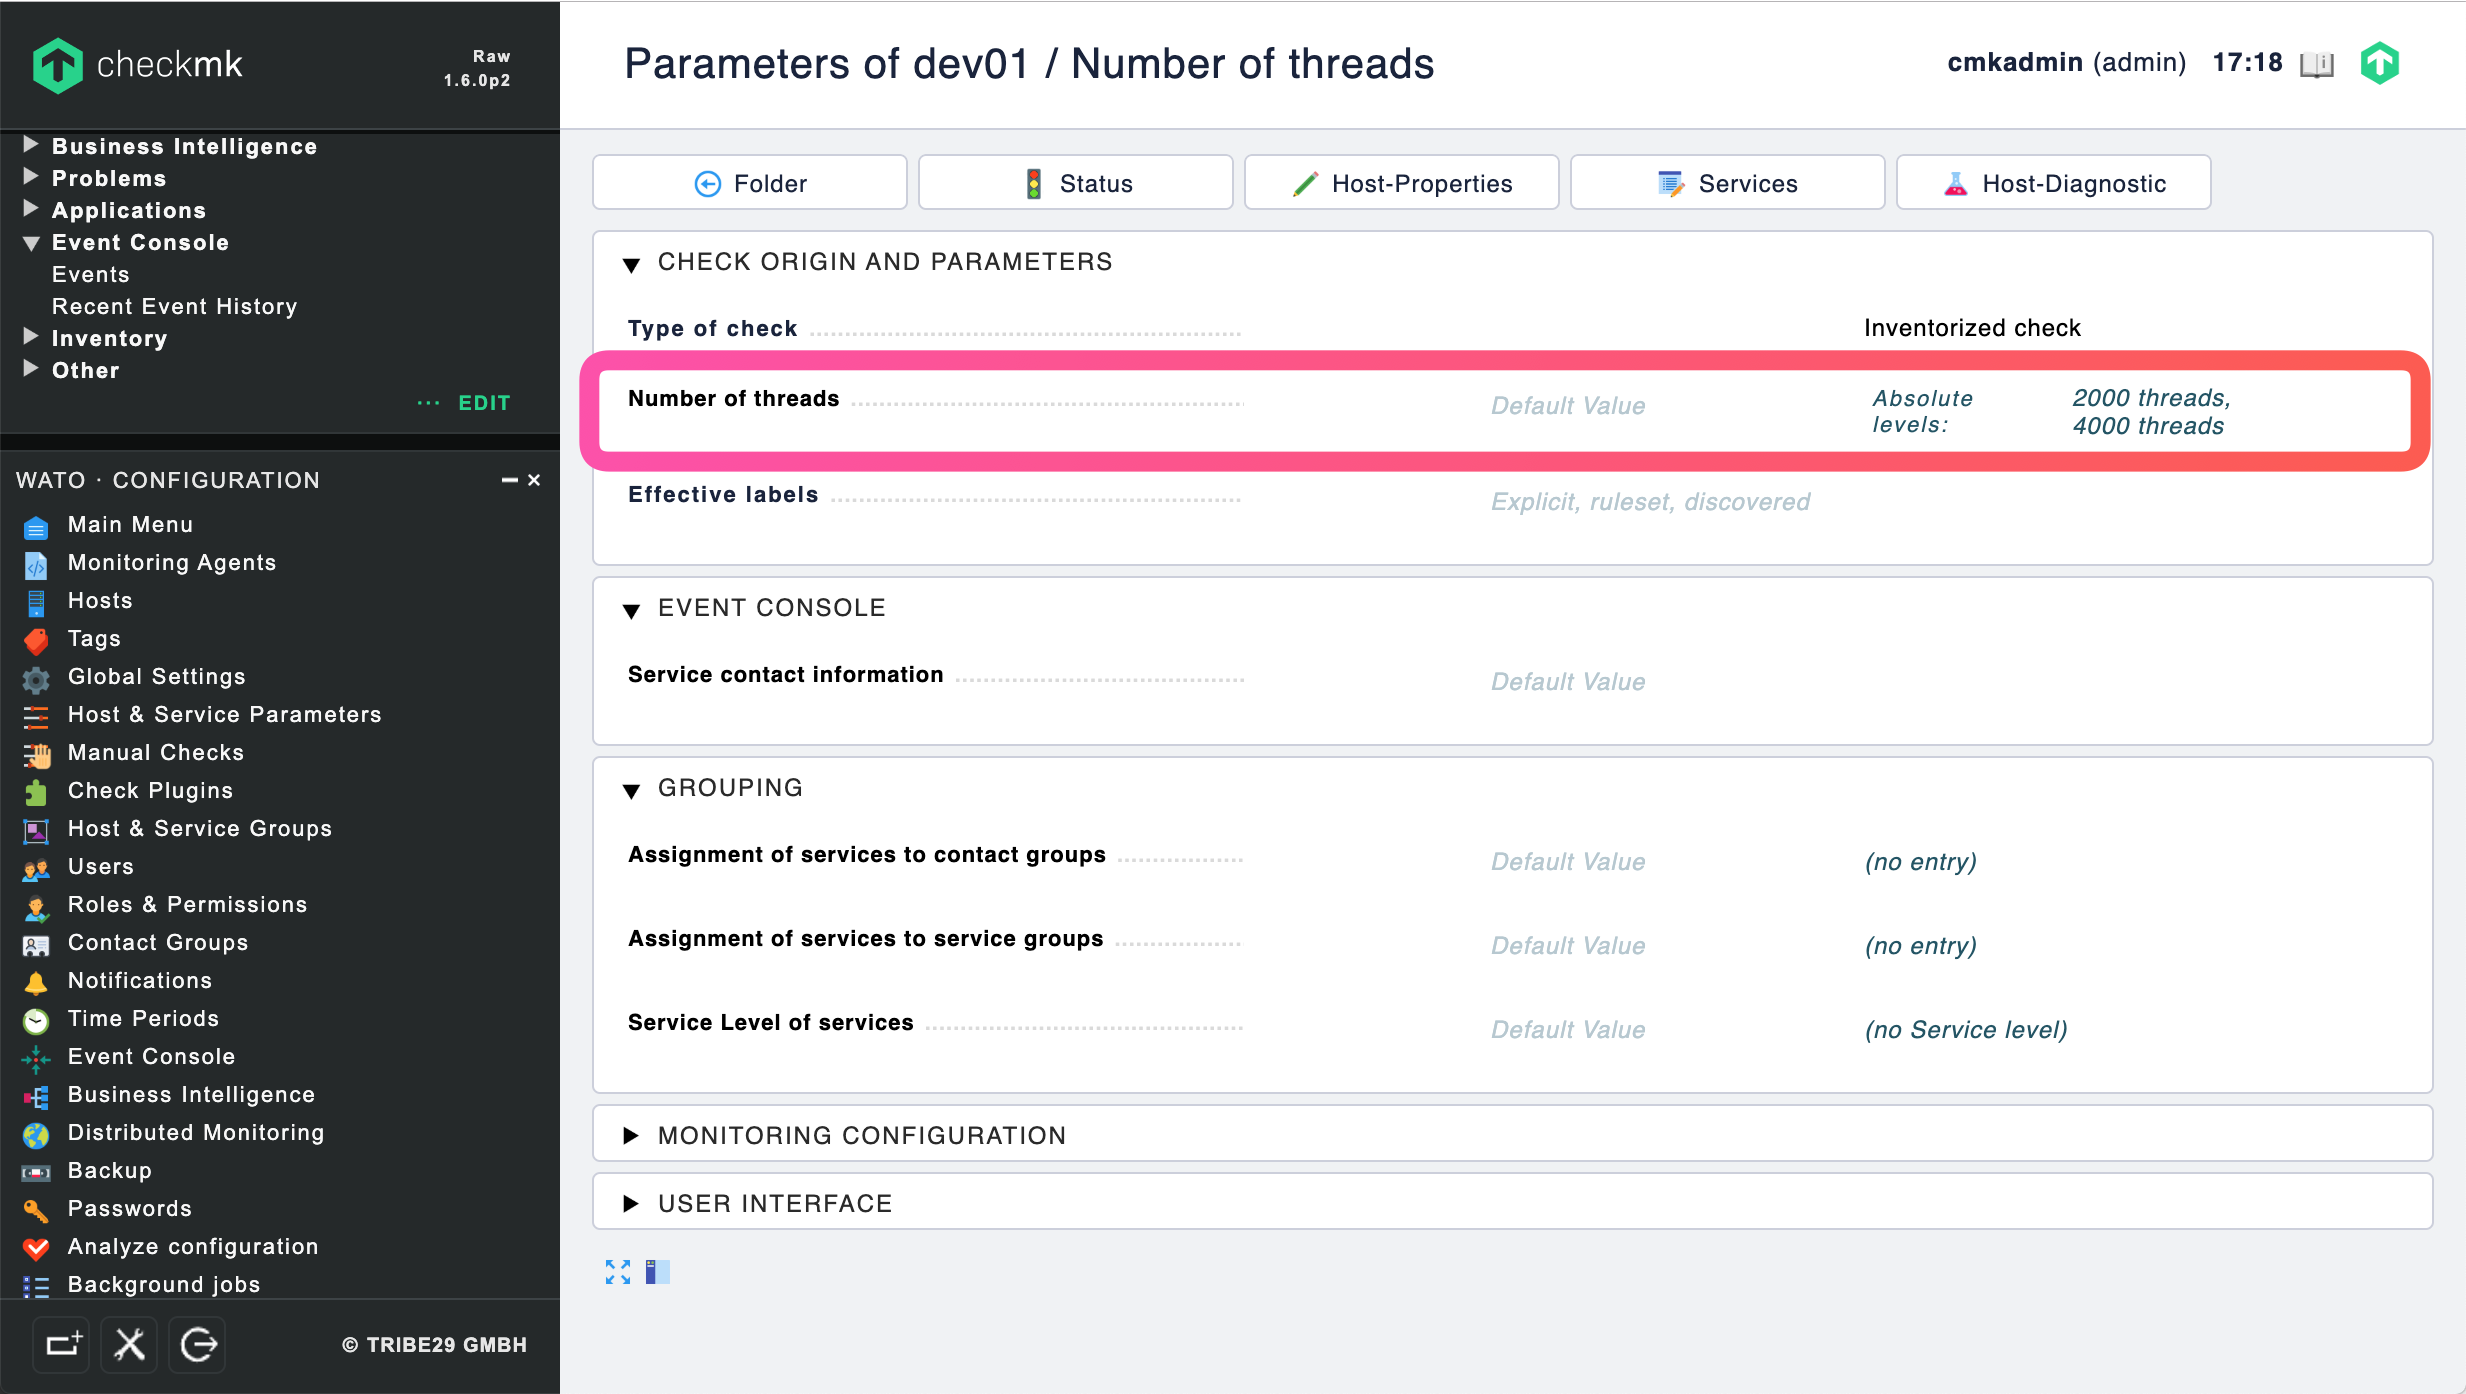 checkmk
Raw
1.6.0p2
Business Intelligence
Problems
Applications
Event Console
Events
Recent Event History
Inventory
Other
··· EDIT
WATO · CONFIGURATION
Main Menu
Monitoring Agents
Hosts
Tags
Global Settings
Host & Service Parameters
Manual Checks
Check Plugins
Host & Service Groups
Users
Roles & Permissions
Contact Groups
Notifications
Time Periods
Event Console
Business Intelligence
Distributed Monitoring
Backup
Passwords
Analyze configuration
Background jobs
© TRIBE29 GMBH
Parameters of dev01 / Number of threads
cmkadmin (admin) 17:18
Folder Status Host-Properties Services Host-Diagnostic
CHECK ORIGIN AND PARAMETERS
Type of check Inventorized check
Number of threads Default Value Absolute levels: 2000 threads,
4000 threads
Effective labels Explicit, ruleset, discovered
EVENT CONSOLE
Service contact information Default Value
GROUPING
Assignment of services to contact groups Default Value (no entry)
Assignment of services to service groups Default Value (no entry)
Service Level of services Default Value (no Service level)
MONITORING CONFIGURATION
USER INTERFACE